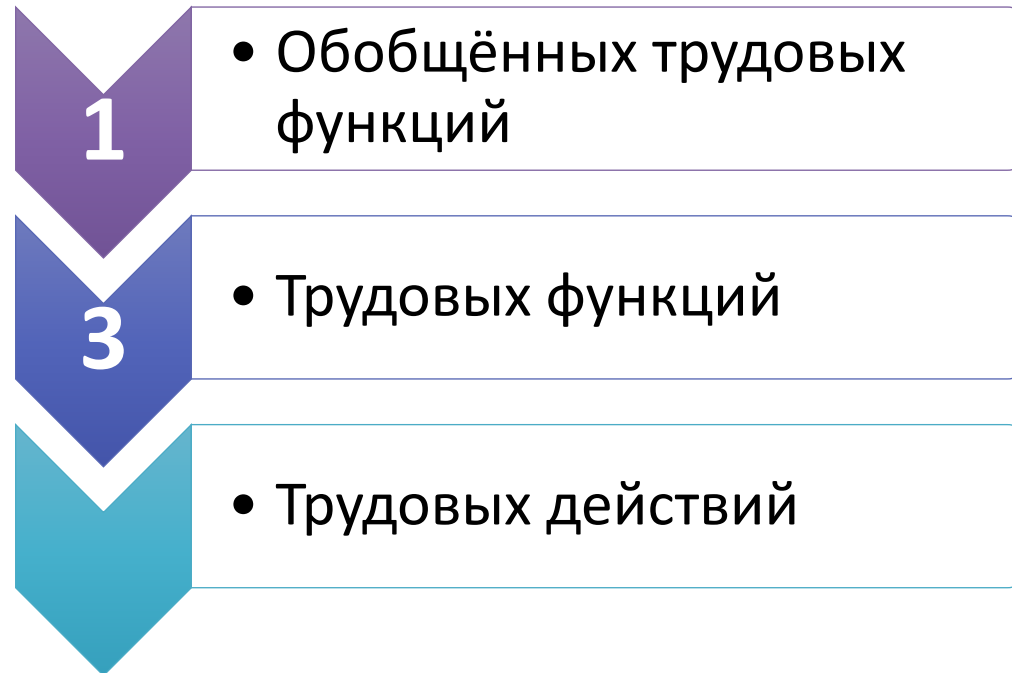 1
• Обобщённых трудовых
функций
3
• Трудовых функций
• Трудовых действий